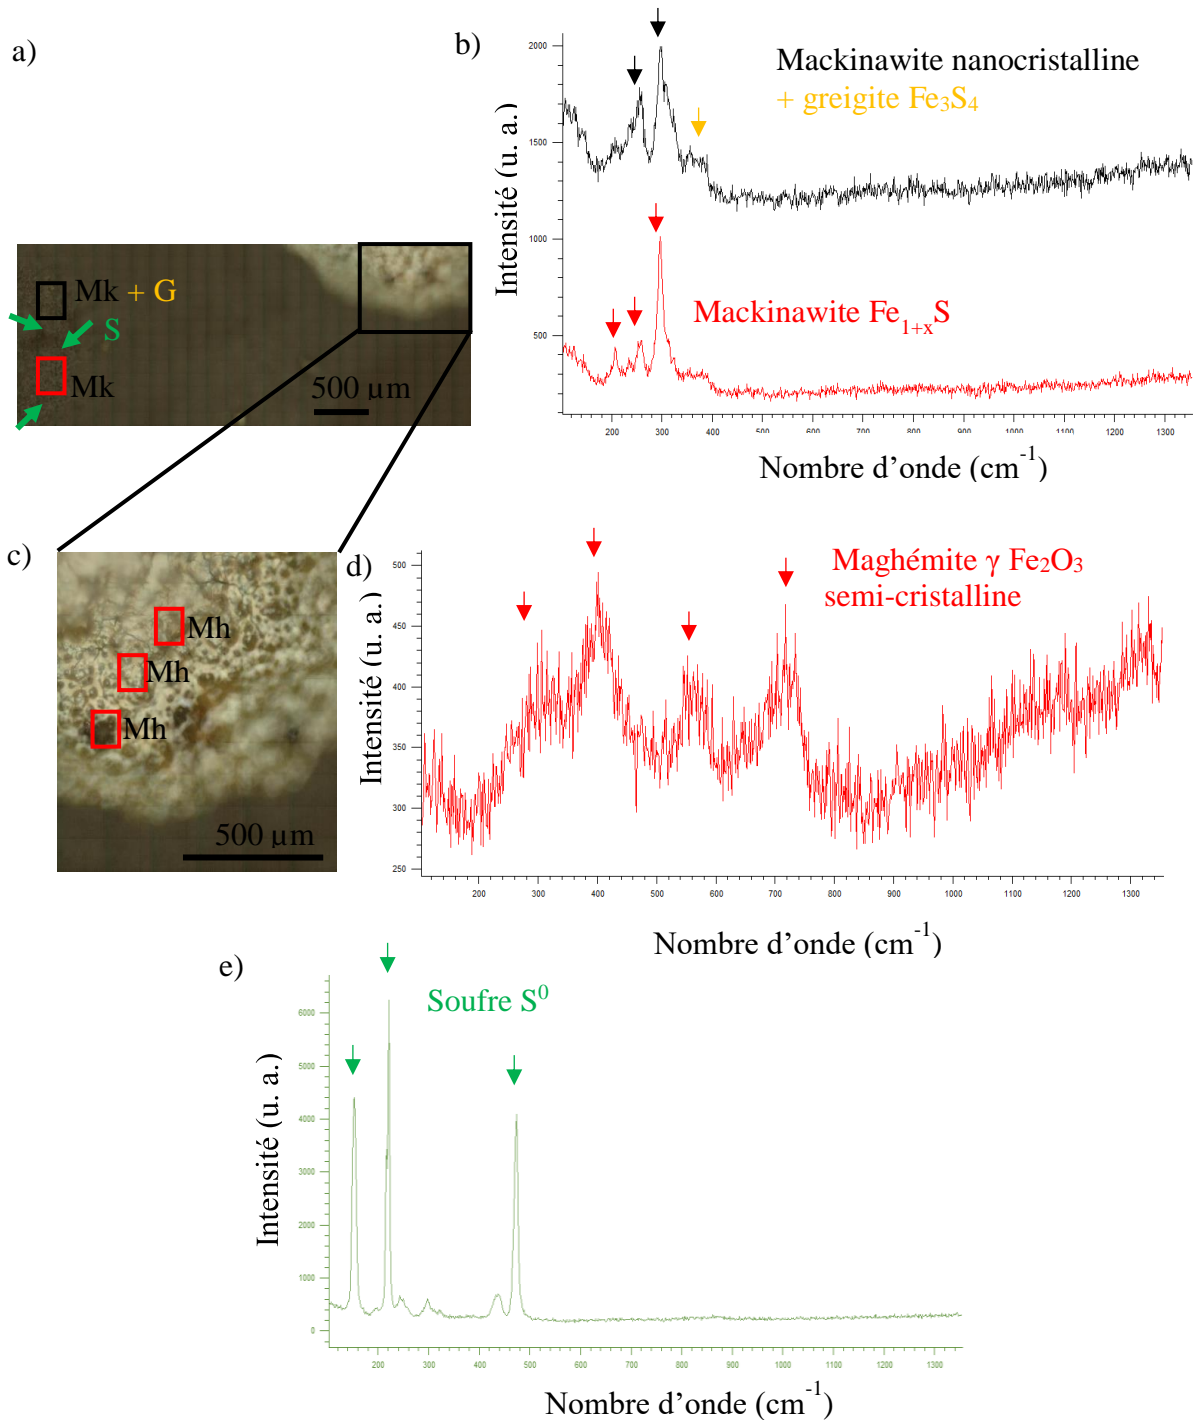 a)
Mk + G
S
Mk
500 µm
b)
Mackinawite nanocristalline
+ greigite Fe₃S₄
Mackinawite Fe₁₊ₓS
Intensité (u. a.)
2000
1500
1000
500
200 300 400 500 600 700 800 900 1000 1100 1200 1300
Nombre d’onde (cm⁻¹)
c)
Mh
Mh
Mh
500 µm
d)
Maghémite γ Fe₂O₃
semi-cristalline
Intensité (u. a.)
500
450
400
350
300
250
200 300 400 500 600 700 800 900 1000 1100 1200 1300
Nombre d’onde (cm⁻¹)
e)
Soufre S⁰
Intensité (u. a.)
6000
5000
4000
3000
2000
1000
0
200 300 400 500 600 700 800 900 1000 1100 1200 1300
Nombre d’onde (cm⁻¹)